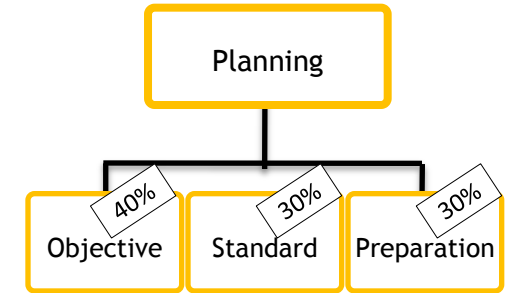 Planning
40%
30%
30%
Objective
Standard
Preparation